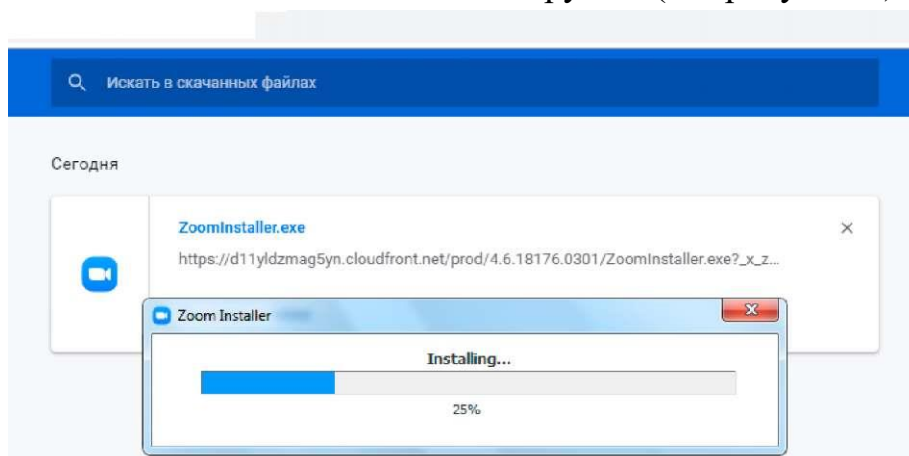 Искать в скачанных файлах
Сегодня
ZoomInstaller.exe
https://d11yldzmag5yn.cloudfront.net/prod/4.6.18176.0301/ZoomInstaller.exe?_x_z...
Zoom Installer
Installing...
25%